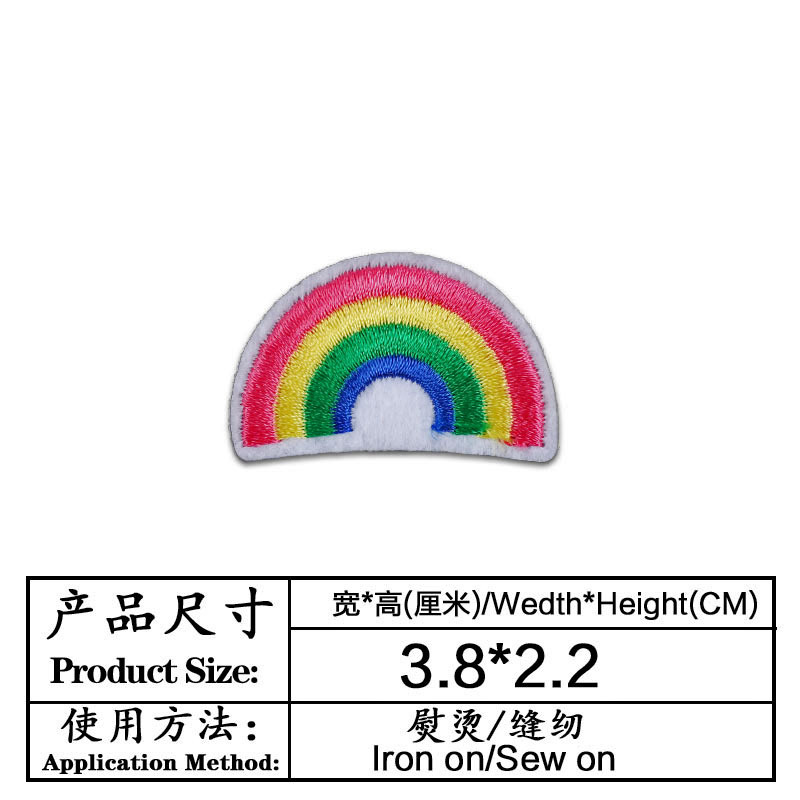 产品尺寸
Product Size:
宽*高(厘米)/Wedth*Height(CM)
3.8*2.2
使用方法:
Application Method:
熨烫/缝纫
Iron on/Sew on